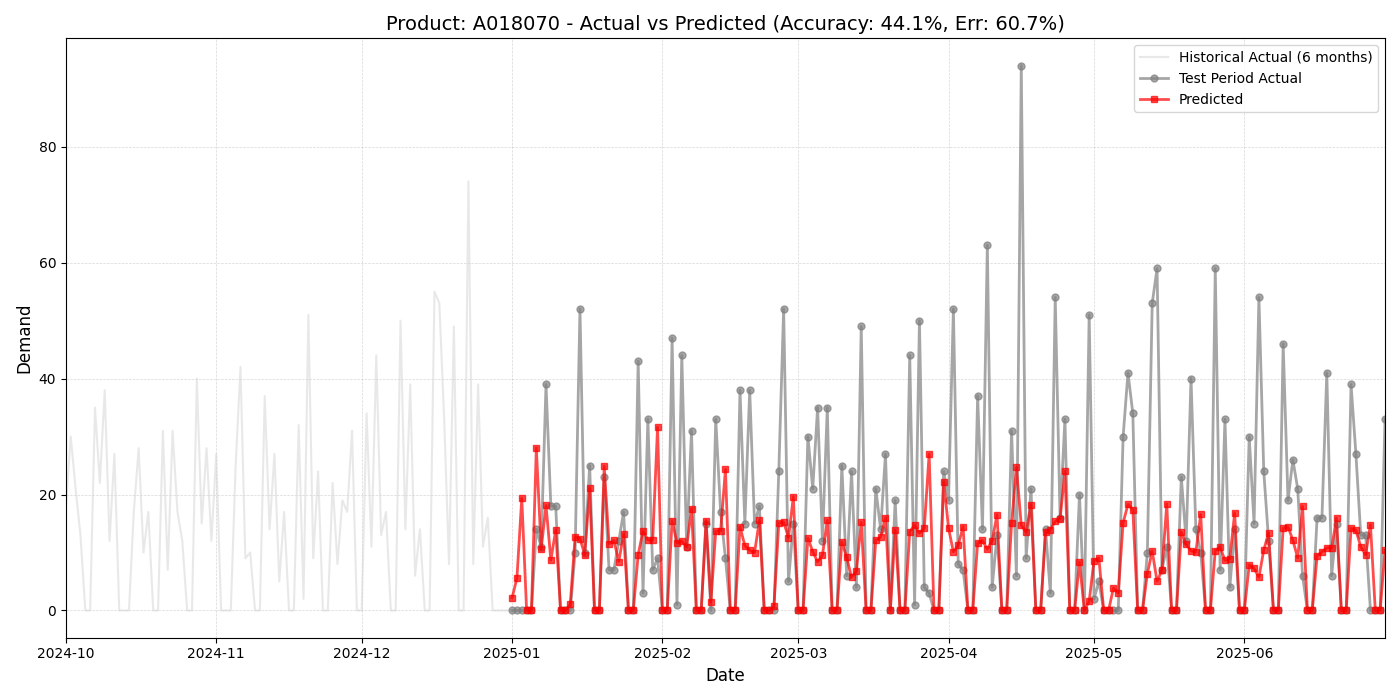 Product: A018070 - Actual vs Predicted (Accuracy: 44.1%, Err: 60.7%)
Historical Actual (6 months)
Test Period Actual
Predicted
Demand
80
60
40
20
0
2024-10
2024-11
2024-12
2025-01
2025-02
2025-03
2025-04
2025-05
2025-06
Date